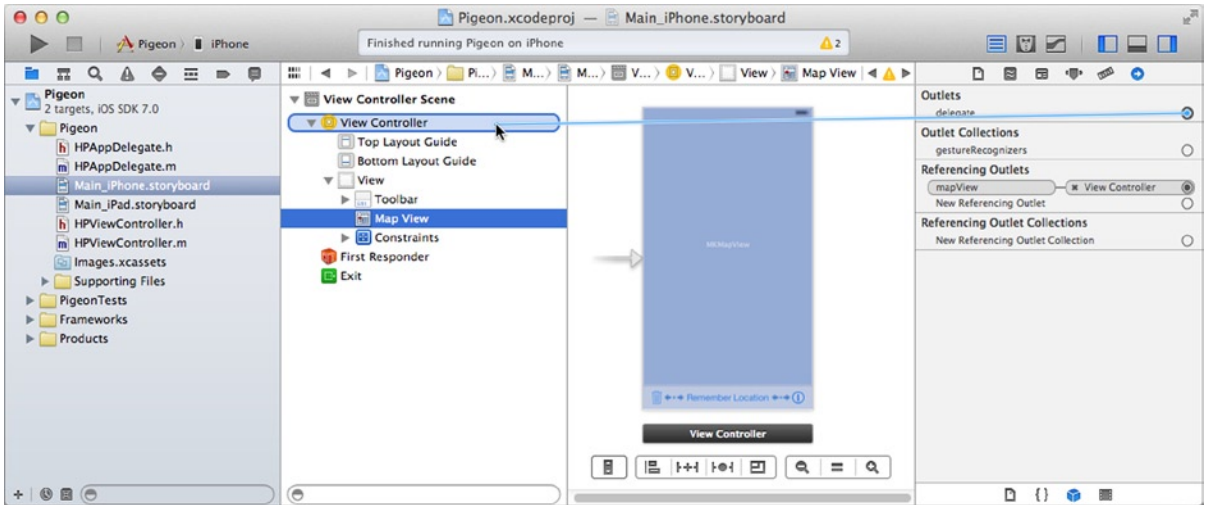 Pigeon.xcodeproj — Main_iPhone.storyboard
Pigeon 〉 iPhone
Finished running Pigeon on iPhone
2
Pigeon 〉 Pi...〉 M...〉 M...〉 V... 〉 V... 〉 View 〉 Map View
Pigeon
2 targets, iOS SDK 7.0
Pigeon
HPAppDelegate.h
HPAppDelegate.m
Main_iPhone.storyboard
Main_iPad.storyboard
HPViewController.h
HPViewController.m
Images.xcassets
Supporting Files
PigeonTests
Frameworks
Products
View Controller Scene
View Controller
Top Layout Guide
Bottom Layout Guide
View
Toolbar
Map View
Constraints
First Responder
Exit
MKMapView
Remember Location
View Controller
Outlets
delegate
Outlet Collections
gestureRecognizers
Referencing Outlets
mapView
View Controller
New Referencing Outlet
Referencing Outlet Collections
New Referencing Outlet Collection